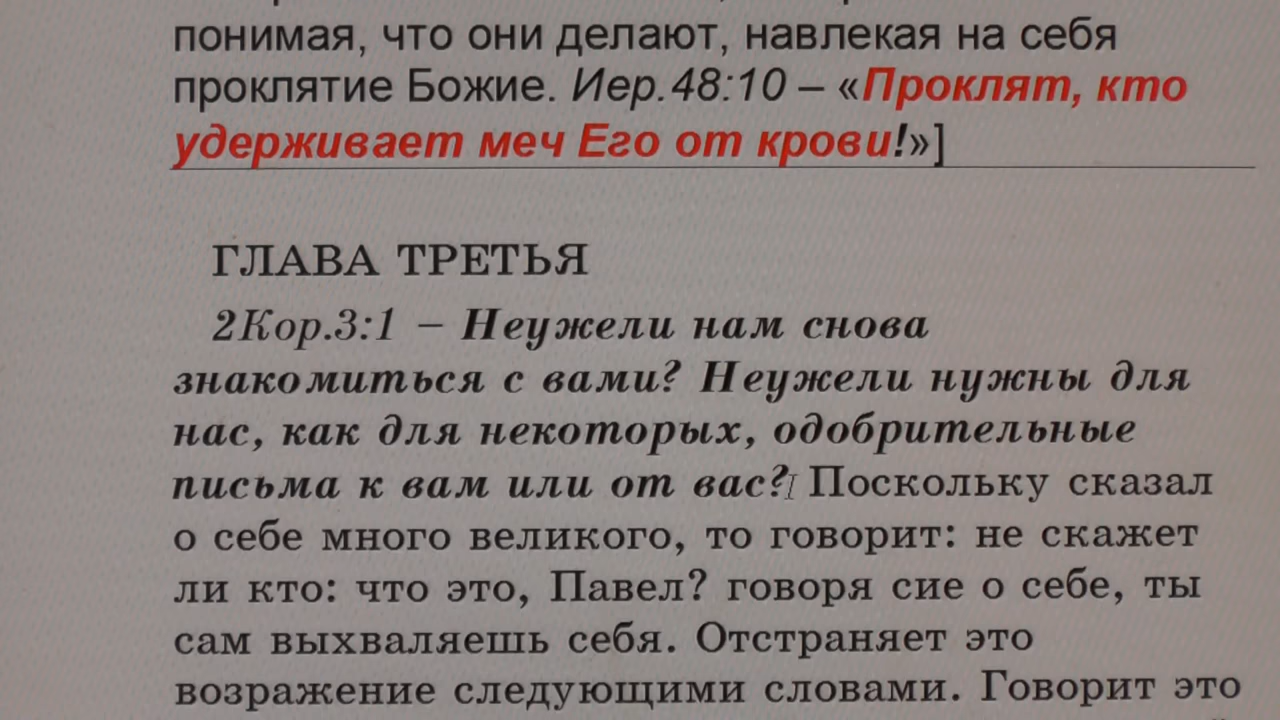 понимая, что они делают, навлекая на себя
проклятие Божие. Иер.48:10 – «Проклят, кто
удерживает меч Его от крови!»]
ГЛАВА ТРЕТЬЯ
2Кор.3:1 – Неужели нам снова
знакомиться с вами? Неужели нужны для
нас, как для некоторых, одобрительные
письма к вам или от вас? Поскольку сказал
о себе много великого, то говорит: не скажет
ли кто: что это, Павел? говоря сие о себе, ты
сам выхваляешь себя. Отстраняет это
возражение следующими словами. Говорит это